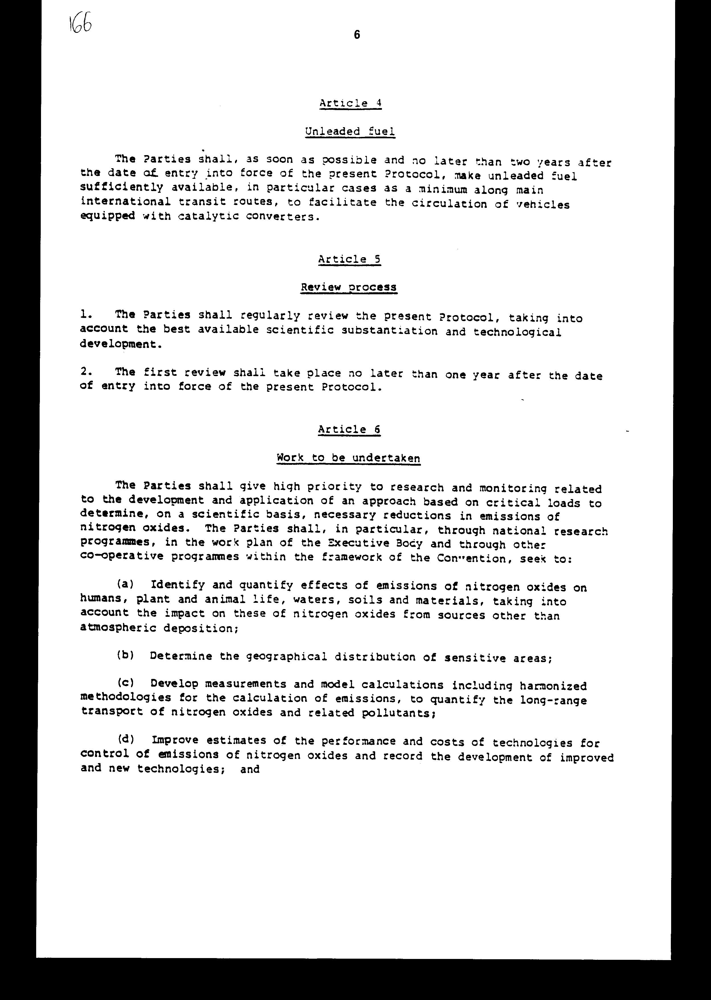 166
6
Article 4
Unleaded fuel
The Parties shall, as soon as possible and no later than two years after
the date of entry into force of the present Protocol, make unleaded fuel
sufficiently available, in particular cases as a minimum along main
international transit routes, to facilitate the circulation of vehicles
equipped with catalytic converters.
Article 5
Review process
1. The Parties shall regularly review the present Protocol, taking into
account the best available scientific substantiation and technological
development.
2. The first review shall take place no later than one year after the date
of entry into force of the present Protocol.
Article 6
Work to be undertaken
The Parties shall give high priority to research and monitoring related
to the development and application of an approach based on critical loads to
determine, on a scientific basis, necessary reductions in emissions of
nitrogen oxides. The Parties shall, in particular, through national research
programmes, in the work plan of the Executive Body and through other
co-operative programmes within the framework of the Convention, seek to:
(a) Identify and quantify effects of emissions of nitrogen oxides on
humans, plant and animal life, waters, soils and materials, taking into
account the impact on these of nitrogen oxides from sources other than
atmospheric deposition;
(b) Determine the geographical distribution of sensitive areas;
(c) Develop measurements and model calculations including harmonized
methodologies for the calculation of emissions, to quantify the long-range
transport of nitrogen oxides and related pollutants;
(d) Improve estimates of the performance and costs of technologies for
control of emissions of nitrogen oxides and record the development of improved
and new technologies; and